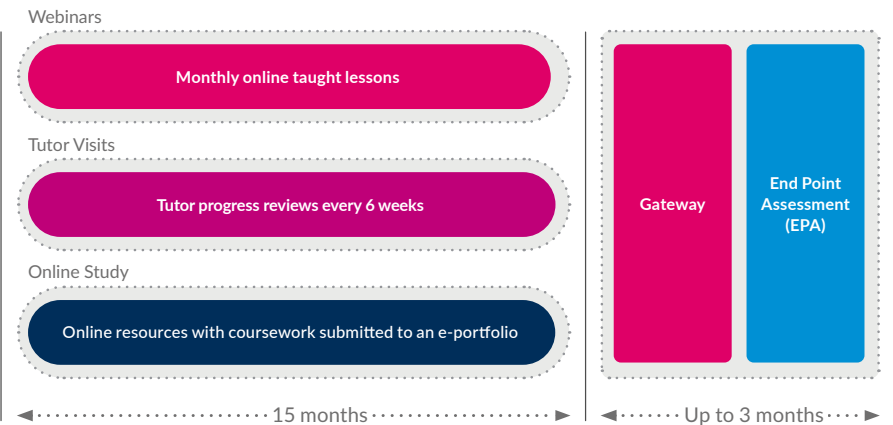 Webinars
Monthly online taught lessons
Tutor Visits
Tutor progress reviews every 6 weeks
Online Study
Online resources with coursework submitted to an e-portfolio
15 months
Gateway
End Point
Assessment
(EPA)
Up to 3 months